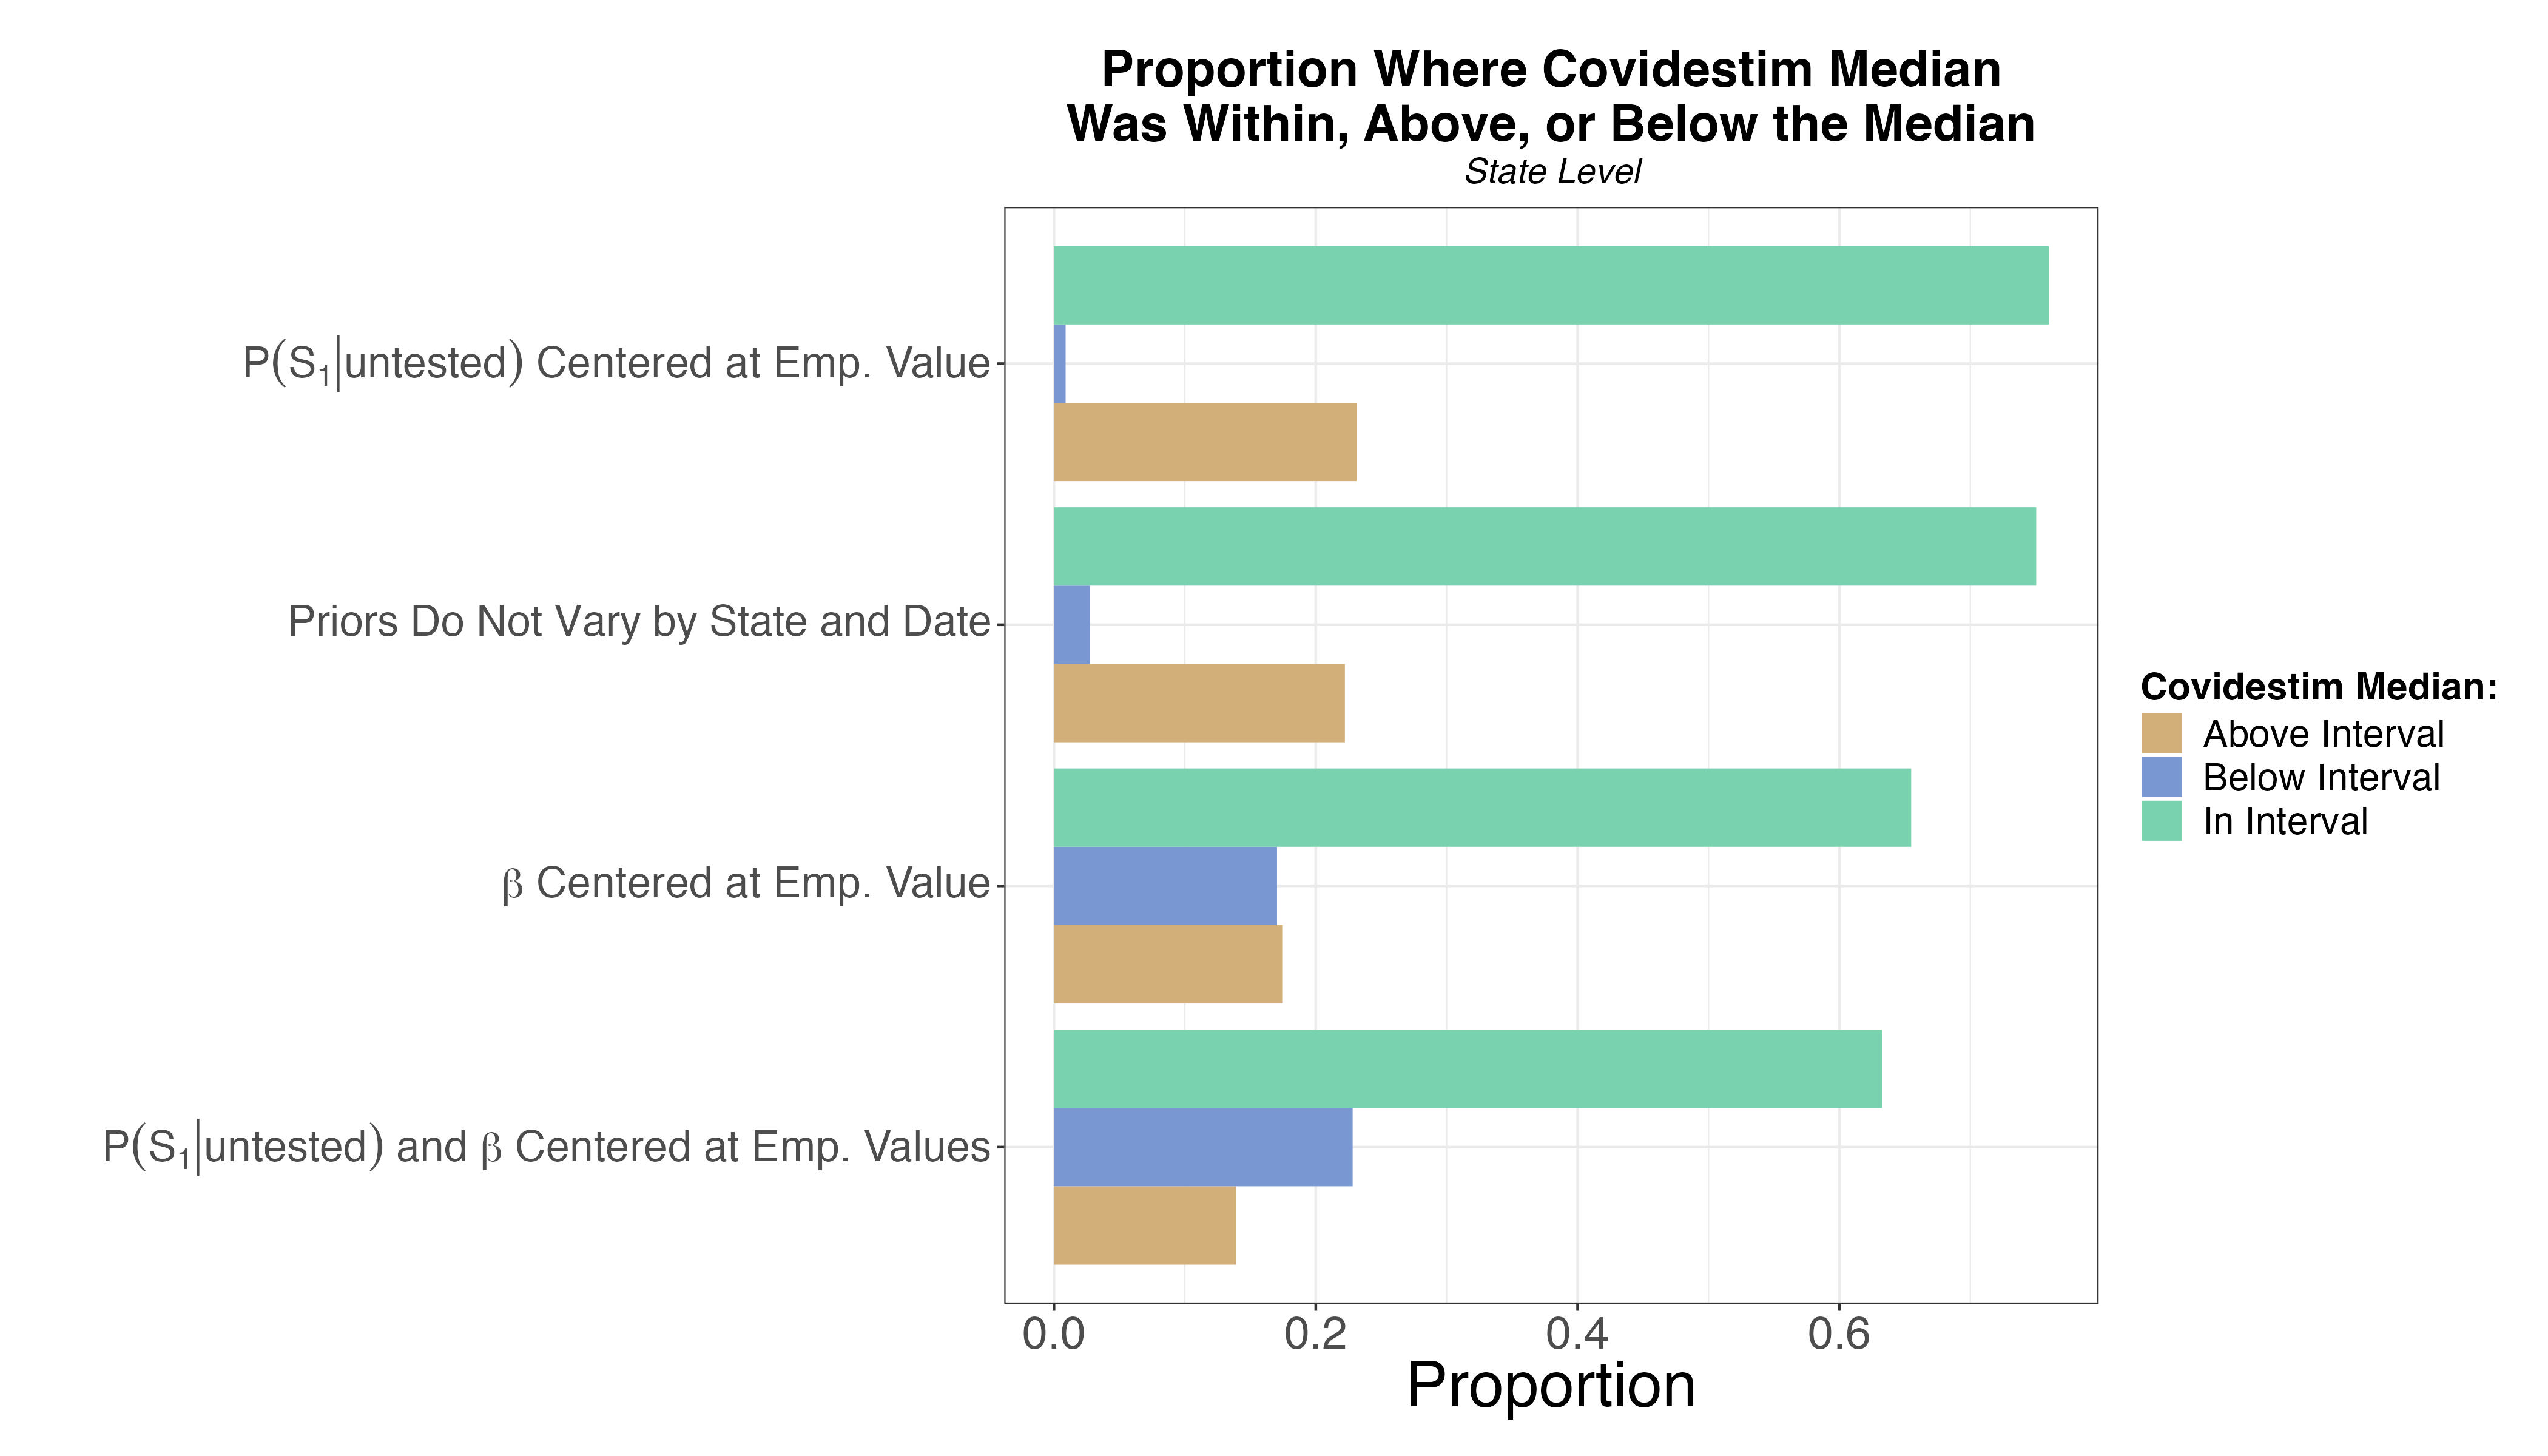 Proportion Where Covidestim Median
Was Within, Above, or Below the Median
State Level
P(S₁|untested) Centered at Emp. Value
Priors Do Not Vary by State and Date
β Centered at Emp. Value
P(S₁|untested) and β Centered at Emp. Values
0.0 0.2 0.4 0.6
Proportion
Covidestim Median:
Above Interval
Below Interval
In Interval